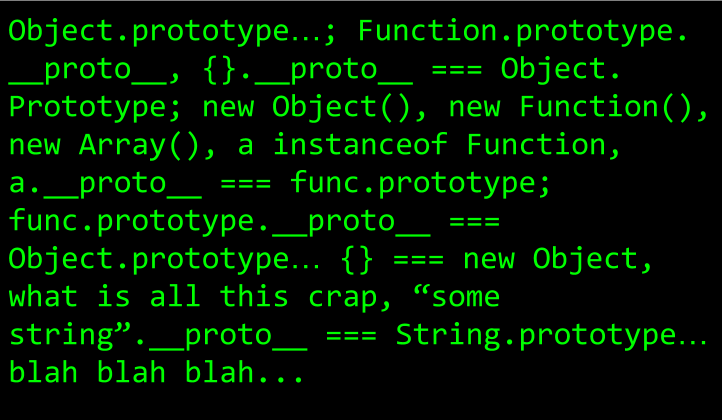 Object.prototype…; Function.prototype.
__proto__, {}.__proto__ === Object.
Prototype; new Object(), new Function(),
new Array(), a instanceof Function,
a.__proto__ === func.prototype;
func.prototype.__proto__ ===
Object.prototype… {} === new Object,
what is all this crap, “some
string”.__proto__ === String.prototype…
blah blah blah...